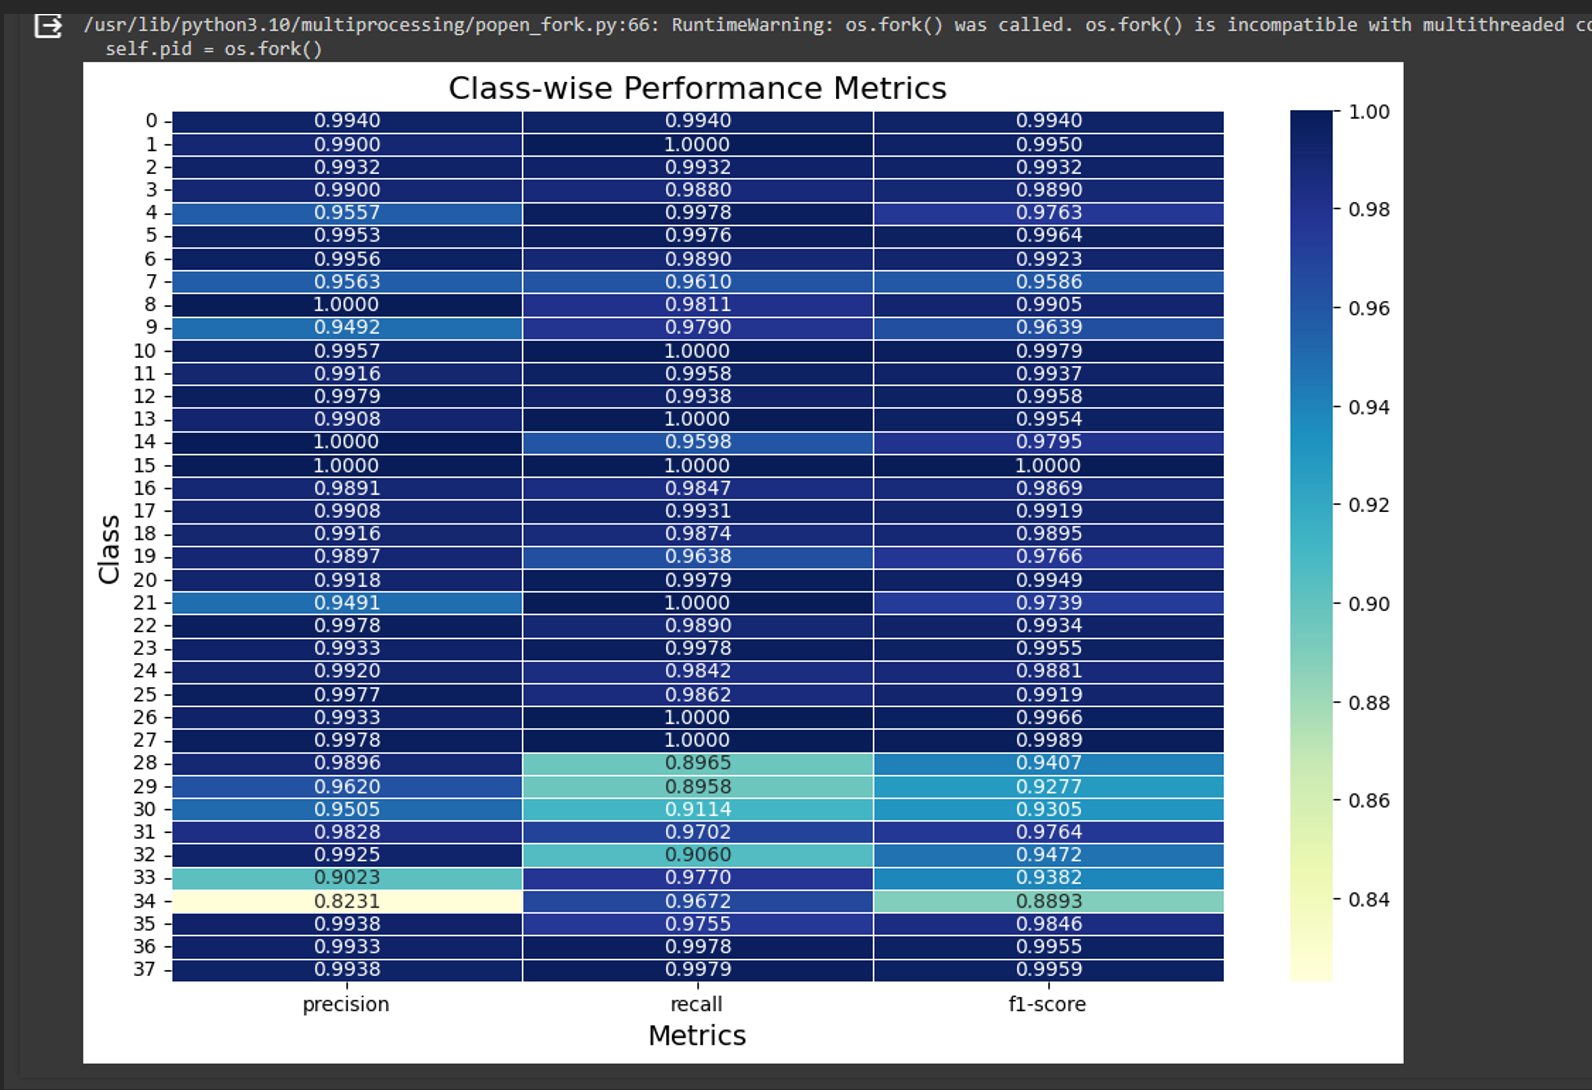 /usr/lib/python3.10/multiprocessing/popen_fork.py:66: RuntimeWarning: os.fork() was called. os.fork() is incompatible with multithreaded
self.pid = os.fork()
Class-wise Performance Metrics
0 0.9940 0.9940 0.9940
1 0.9900 1.0000 0.9950
2 0.9932 0.9932 0.9932
3 0.9900 0.9880 0.9890
4 0.9557 0.9978 0.9763
5 0.9953 0.9976 0.9964
6 0.9956 0.9890 0.9923
7 0.9563 0.9610 0.9586
8 1.0000 0.9811 0.9905
9 0.9492 0.9790 0.9639
10 0.9957 1.0000 0.9979
11 0.9916 0.9958 0.9937
12 0.9979 0.9938 0.9958
13 0.9908 1.0000 0.9954
14 1.0000 0.9598 0.9795
15 1.0000 1.0000 1.0000
16 0.9891 0.9847 0.9869
17 0.9908 0.9931 0.9919
18 0.9916 0.9874 0.9895
19 0.9897 0.9638 0.9766
20 0.9918 0.9979 0.9949
21 0.9491 1.0000 0.9739
22 0.9978 0.9890 0.9934
23 0.9933 0.9978 0.9955
24 0.9920 0.9842 0.9881
25 0.9977 0.9862 0.9919
26 0.9933 1.0000 0.9966
27 0.9978 1.0000 0.9989
28 0.9896 0.8965 0.9407
29 0.9620 0.8958 0.9277
30 0.9505 0.9114 0.9305
31 0.9828 0.9702 0.9764
32 0.9925 0.9060 0.9472
33 0.9023 0.9770 0.9382
34 0.8231 0.9672 0.8893
35 0.9938 0.9755 0.9846
36 0.9933 0.9978 0.9955
37 0.9938 0.9979 0.9959
precision recall f1-score
Metrics
Class
1.00
0.98
0.96
0.94
0.92
0.90
0.88
0.86
0.84